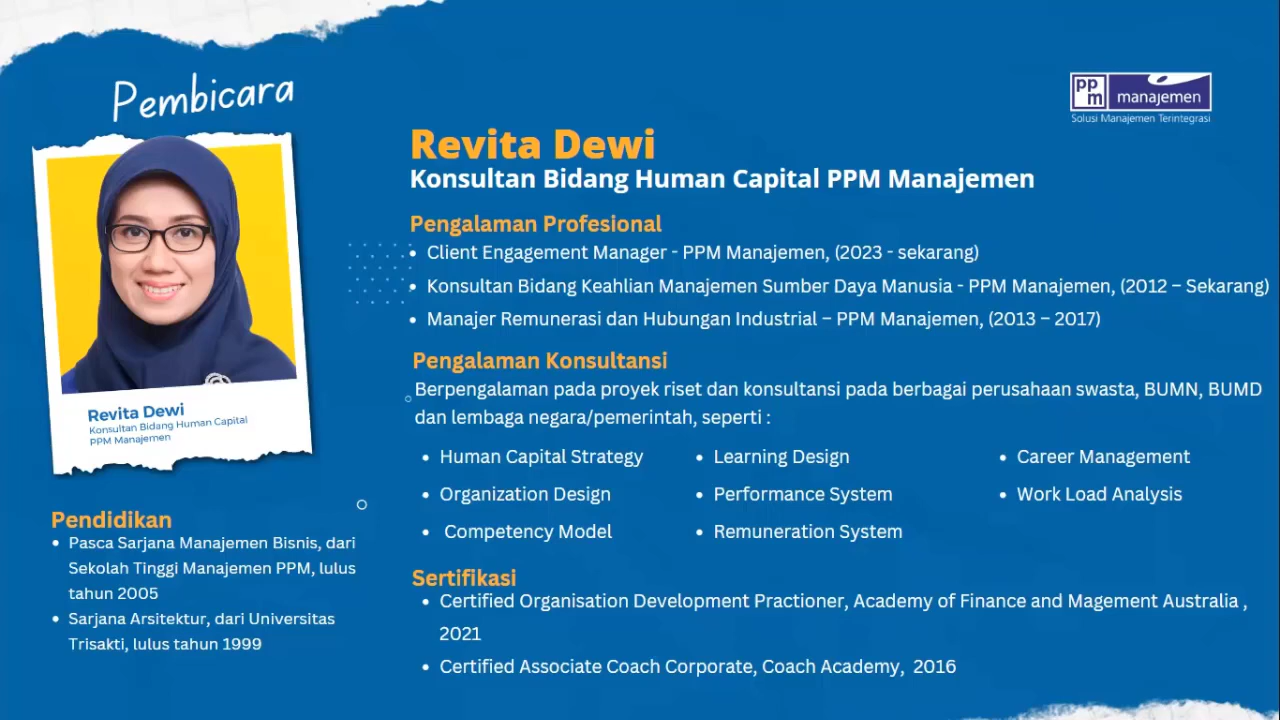 Pembicara
ppm manajemen
Solusi Manajemen Terintegrasi
Revita Dewi
Konsultan Bidang Human Capital PPM Manajemen
Pengalaman Profesional
• Client Engagement Manager - PPM Manajemen, (2023 - sekarang)
• Konsultan Bidang Keahlian Manajemen Sumber Daya Manusia - PPM Manajemen, (2012 – Sekarang)
• Manajer Remunerasi dan Hubungan Industrial – PPM Manajemen, (2013 – 2017)
Pengalaman Konsultansi
Berpengalaman pada proyek riset dan konsultansi pada berbagai perusahaan swasta, BUMN, BUMD
dan lembaga negara/pemerintah, seperti :
• Human Capital Strategy
• Organization Design
• Competency Model
• Learning Design
• Performance System
• Remuneration System
• Career Management
• Work Load Analysis
Sertifikasi
• Certified Organisation Development Practioner, Academy of Finance and Magement Australia ,
2021
• Certified Associate Coach Corporate, Coach Academy, 2016
Revita Dewi
Konsultan Bidang Human Capital
PPM Manajemen
Pendidikan
• Pasca Sarjana Manajemen Bisnis, dari
Sekolah Tinggi Manajemen PPM, lulus
tahun 2005
• Sarjana Arsitektur, dari Universitas
Trisakti, lulus tahun 1999